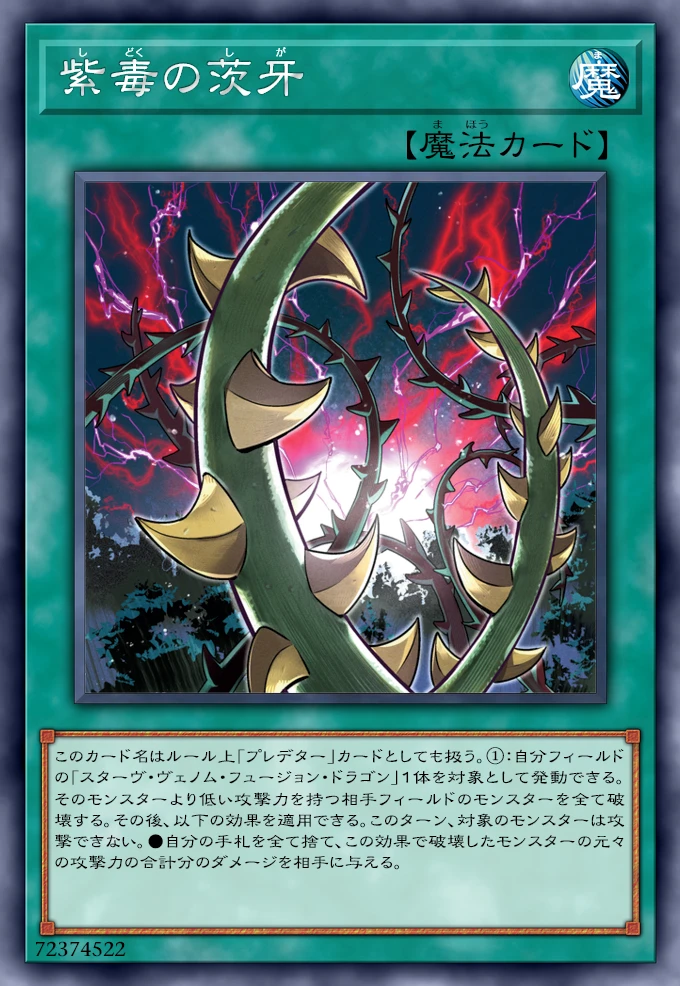 し どく し が
紫毒の茨牙
魔
ま
ま ほう
【魔法カード】
このカード名はルール上「プレデター」カードとしても扱う。①:自分フィールド
の「スターヴ・ヴェノム・フュージョン・ドラゴン」1体を対象として発動できる。
そのモンスターより低い攻撃力を持つ相手フィールドのモンスターを全て破
壊する。その後、以下の効果を適用できる。このターン、対象のモンスターは攻
撃できない。●自分の手札を全て捨て、この効果で破壊したモンスターの元々
の攻撃力の合計分のダメージを相手に与える。
72374522